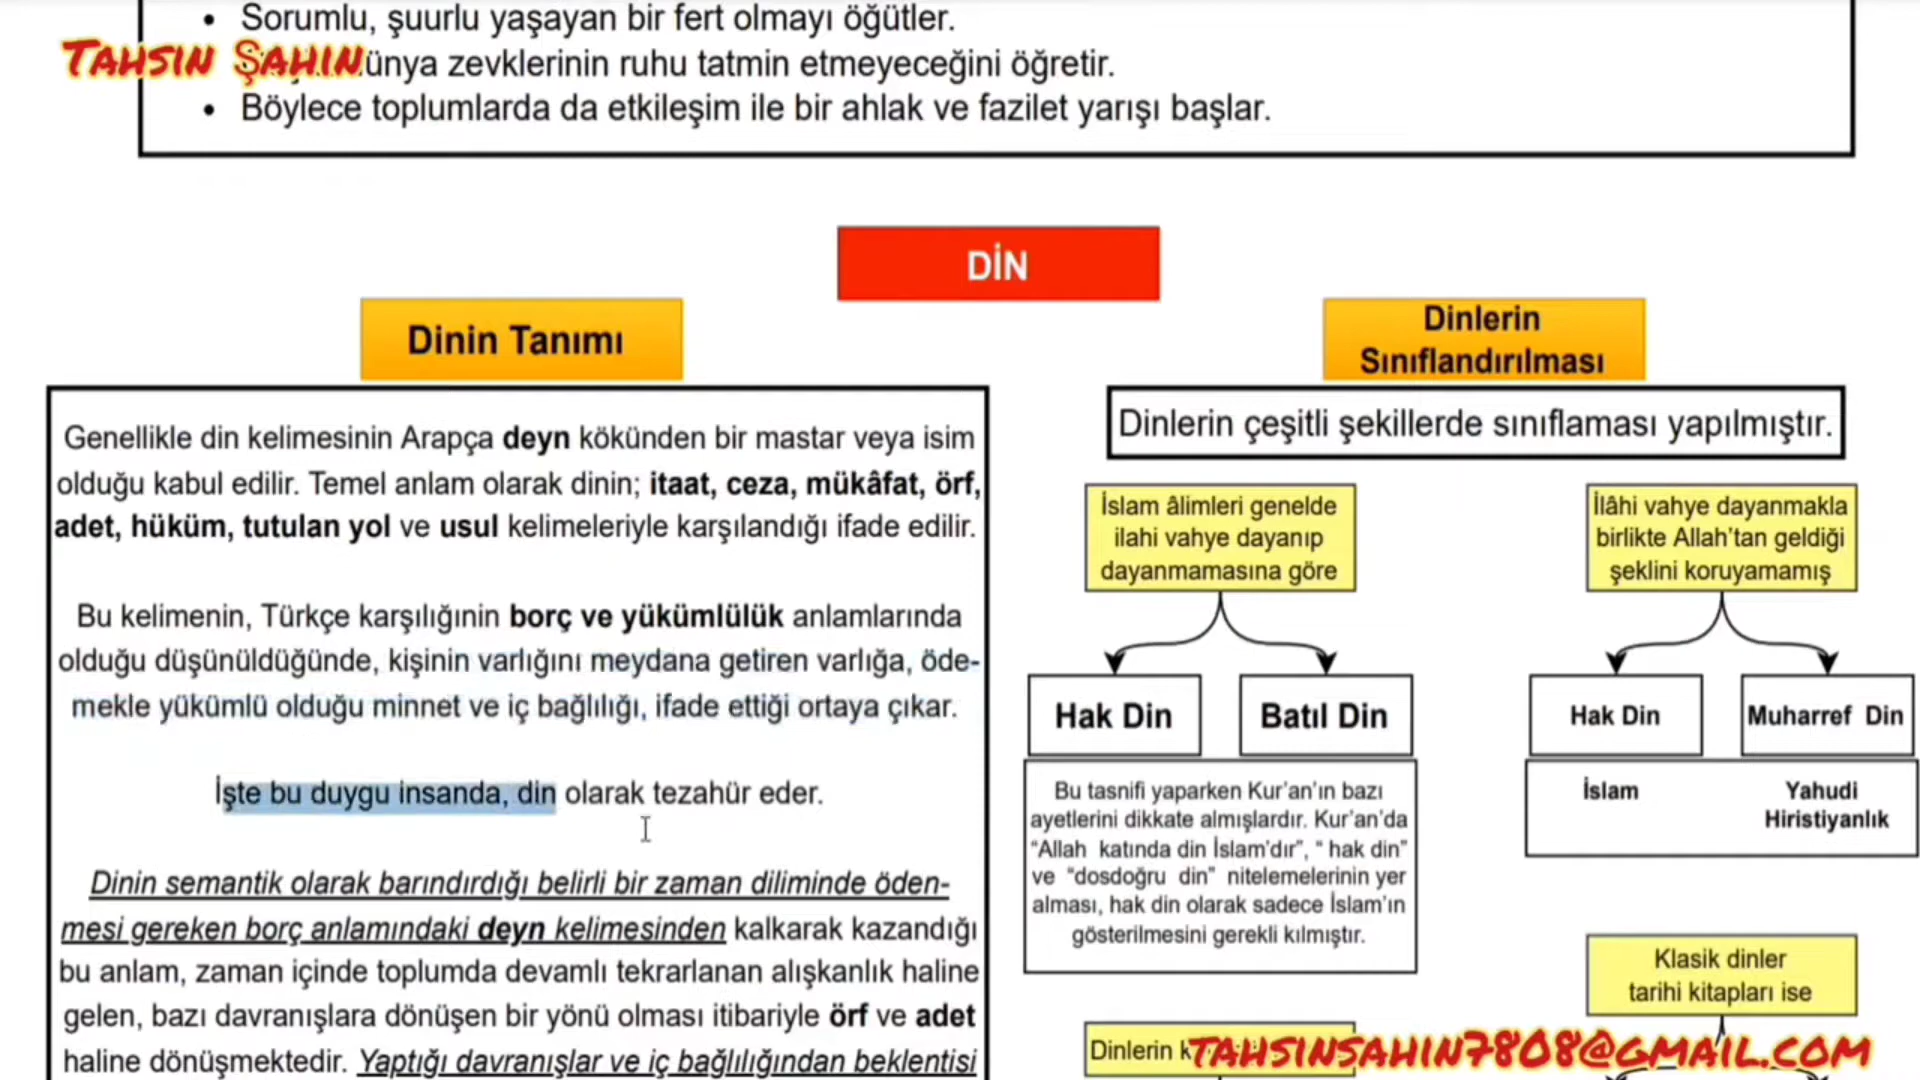 Sorumlu, şuurlu yaşayan bir fert olmayı öğütler.
TAHSIN ŞAHIN
ünya zevklerinin ruhu tatmin etmeyeceğini öğretir.
Böylece toplumlarda da etkileşim ile bir ahlak ve fazilet yarışı başlar.
DİN
Dinin Tanımı
Genellikle din kelimesinin Arapça deyn kökünden bir mastar veya isim
olduğu kabul edilir. Temel anlam olarak dinin; itaat, ceza, mükâfat, örf,
adet, hüküm, tutulan yol ve usul kelimeleriyle karşılandığı ifade edilir.
Bu kelimenin, Türkçe karşılığının borç ve yükümlülük anlamlarında
olduğu düşünüldüğünde, kişinin varlığını meydana getiren varlığa, öde-
mekle yükümlü olduğu minnet ve iç bağlılığı, ifade ettiği ortaya çıkar.
İşte bu duygu insanda, din olarak tezahür eder.
Dinin semantik olarak barındırdığı belirli bir zaman diliminde öden-
mesi gereken borç anlamındaki deyn kelimesinden kalkarak kazandığı
bu anlam, zaman içinde toplumda devamlı tekrarlanan alışkanlık haline
gelen, bazı davranışlara dönüşen bir yönü olması itibariyle örf ve adet
haline dönüşmektedir. Yaptığı davranışlar ve iç bağlılığından beklentisi
Dinlerin
Sınıflandırılması
Dinlerin çeşitli şekillerde sınıflaması yapılmıştır.
İslam âlimleri genelde
ilahi vahye dayanıp
dayanmamasına göre
Hak Din
Batıl Din
Bu tasnifi yaparken Kur'an'ın bazı
ayetlerini dikkate almışlardır. Kur'an'da
“Allah katında din İslam'dır”, “ hak din”
ve “dosdoğru din” nitelemelerinin yer
alması, hak din olarak sadece İslam'ın
gösterilmesini gerekli kılmıştır.
İlâhi vahye dayanmakla
birlikte Allah'tan geldiği
şeklini koruyamamış
Hak Din
Muharref Din
İslam
Yahudi
Hiristiyanlık
Klasik dinler
tarihi kitapları ise
Dinlerin
TAHSINSAHIN7808@GMAIL.COM